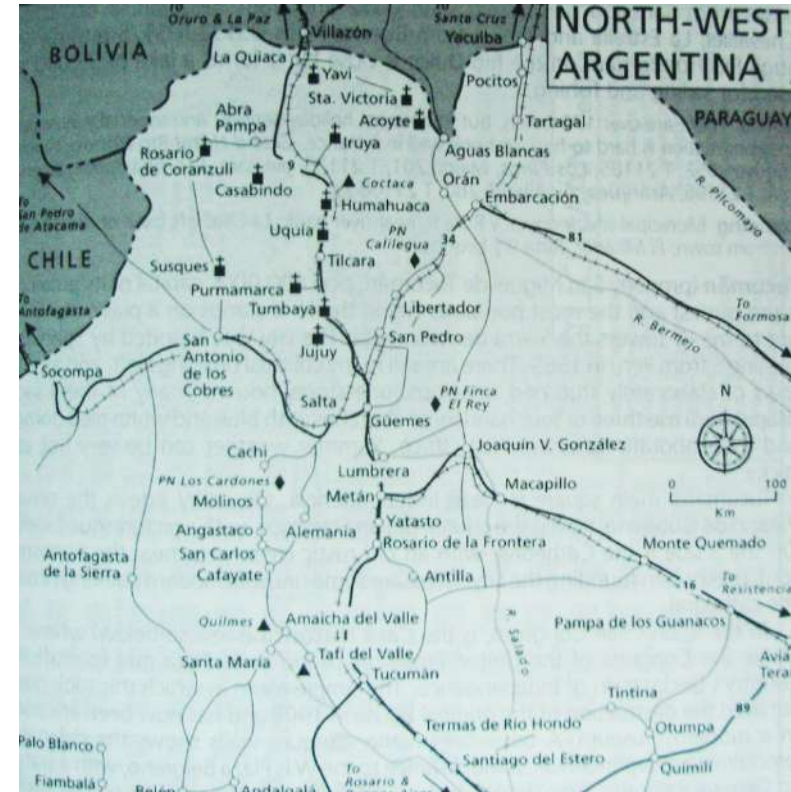 To
Oruro & La Paz
Villazón
To
Santa Cruz
Yacuiba
NORTH-WEST
ARGENTINA
BOLIVIA
La Quiaca
Yavi
Pocitos
Sta. Victoria
Abra
Pampa
Acoyte
Tartagal
PARAGUAY
Rosario
de Coranzuli
Iruya
Aguas Blancas
9
Casabindo
Coctaca
Orán
Humahuaca
Embarcación
R. Pilcomayo
To
San Pedro
de Atacama
Uquía
PN
Calilegua
34
81
CHILE
Tilcara
Susques
Purmamarca
To
Antofagasta
Tumbaya
Libertador
R. Bermejo
To
Formosa
San Pedro
San
Antonio
de los
Cobres
Jujuy
Socompa
PN Finca
El Rey
Salta
Güemes
N
Joaquín V. González
Cachi
Lumbrera
PN Los Cardones
Macapillo
0 100
Km
Molinos
Metán
Angastaco
Alemania
Yatasto
San Carlos
Rosario de la Frontera
Monte Quemado
Antofagasta
de la Sierra
Cafayate
Antilla
16
To
Resistencia
Quilmes
Amaicha del Valle
R. Salado
Pampa de los Guanacos
Santa María
Tafí del Valle
Avia
Tera
Tucumán
Tintina
89
Termas de Río Hondo
Otumpa
Palo Blanco
Santiago del Estero
Quimilí
Fiambalá
Belén
Andalgalá
To
Rosario &